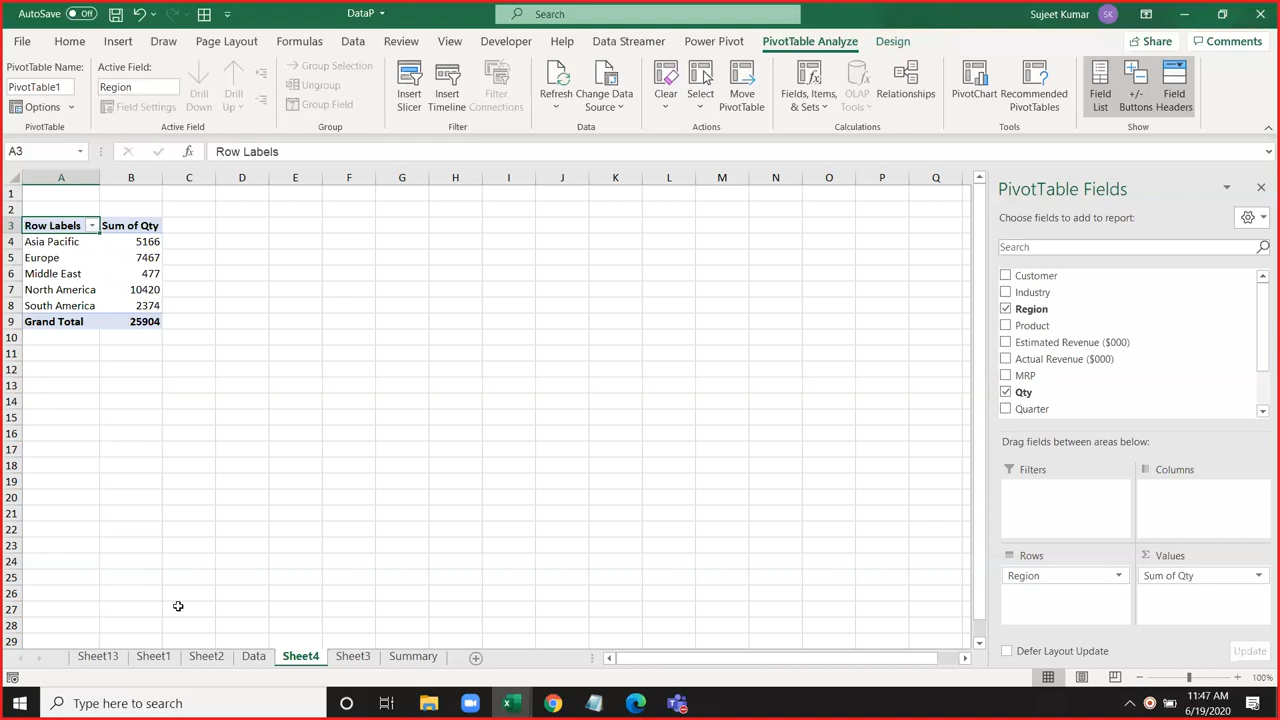 AutoSave Off DataP Search Sujeet Kumar SK
File Home Insert Draw Page Layout Formulas Data Review View Developer Help Data Streamer Power Pivot PivotTable Analyze Design Share Comments
PivotTable Name:
PivotTable1
Options
PivotTable
Active Field:
Region
Field Settings
Drill Down
Drill Up
Active Field
Group Selection
Ungroup
Group Field
Group
Insert Slicer
Insert Timeline
Filter Connections
Filter
Refresh
Change Data Source
Data
Clear
Select
Move PivotTable
Actions
Fields, Items, & Sets
OLAP Tools
Relationships
Calculations
PivotChart
Recommended PivotTables
Tools
Field List
+/- Buttons
Field Headers
Show
A3 fx Row Labels
A B C D E F G H I J K L M N O P Q
1
2
3 Row Labels Sum of Qty
4 Asia Pacific 5166
5 Europe 7467
6 Middle East 477
7 North America 10420
8 South America 2374
9 Grand Total 25904
10
11
12
13
14
15
16
17
18
19
20
21
22
23
24
25
26
27
28
29
PivotTable Fields
Choose fields to add to report:
Search
Customer
Industry
Region
Product
Estimated Revenue ($000)
Actual Revenue ($000)
MRP
Qty
Quarter
Drag fields between areas below:
Filters
Columns
Rows
Region
Values
Sum of Qty
Defer Layout Update Update
Sheet13 Sheet1 Sheet2 Data Sheet4 Sheet3 Summary
100%
Type here to search
11:47 AM
6/19/2020